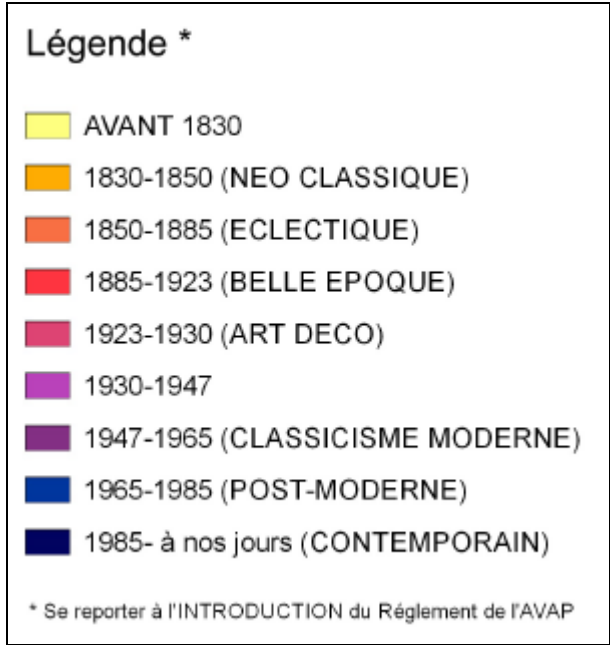 Légende *
AVANT 1830
1830-1850 (NEO CLASSIQUE)
1850-1885 (ECLECTIQUE)
1885-1923 (BELLE EPOQUE)
1923-1930 (ART DECO)
1930-1947
1947-1965 (CLASSICISME MODERNE)
1965-1985 (POST-MODERNE)
1985- à nos jours (CONTEMPORAIN)
* Se reporter à l'INTRODUCTION du Réglement de l'AVAP